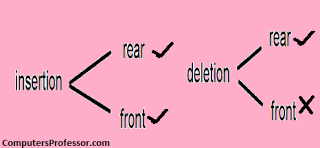 rear
insertion
front
rear
deletion
front
ComputersProfessor.com